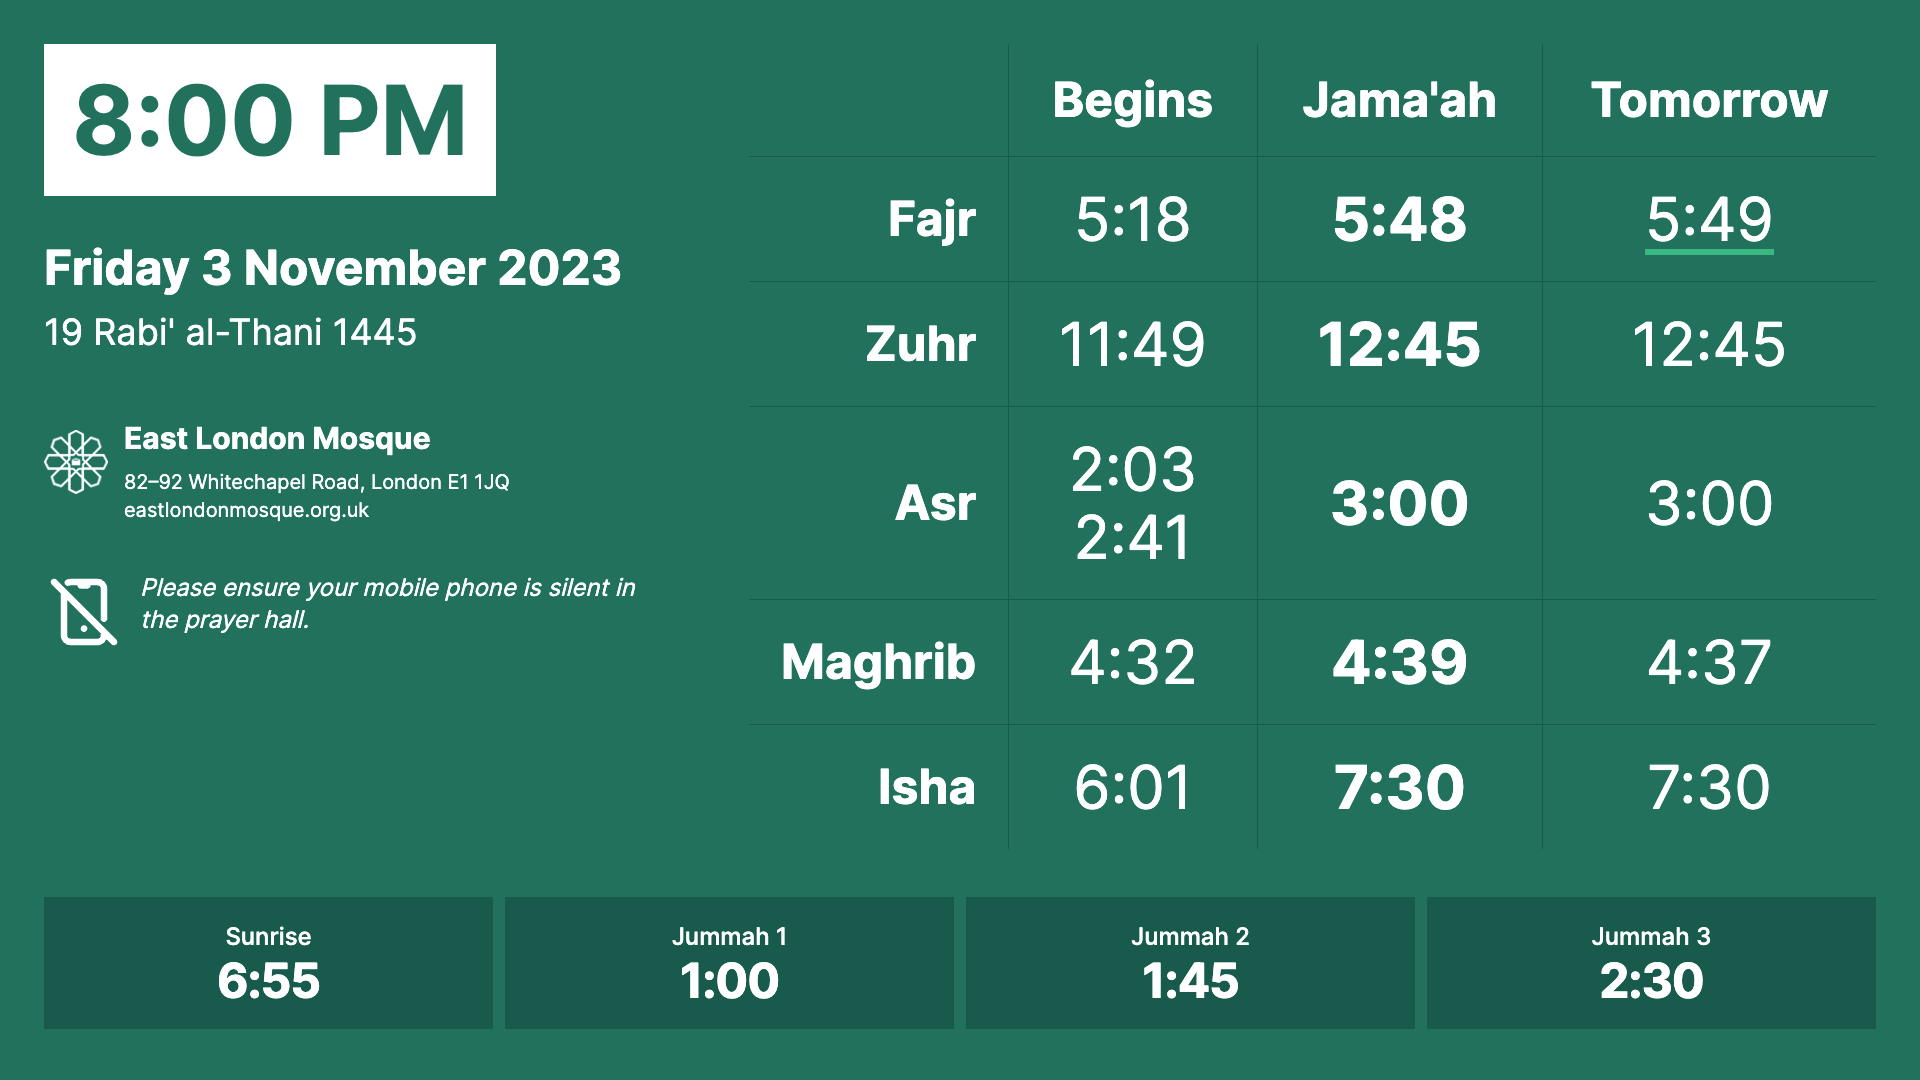 8:00 PM
Friday 3 November 2023
19 Rabi' al-Thani 1445
East London Mosque
82–92 Whitechapel Road, London E1 1JQ
eastlondonmosque.org.uk
Please ensure your mobile phone is silent in
the prayer hall.
Begins Jama'ah Tomorrow
Fajr 5:18 5:48 5:49
Zuhr 11:49 12:45 12:45
Asr 2:03 2:41 3:00 3:00
Maghrib 4:32 4:39 4:37
Isha 6:01 7:30 7:30
Sunrise
6:55
Jummah 1
1:00
Jummah 2
1:45
Jummah 3
2:30